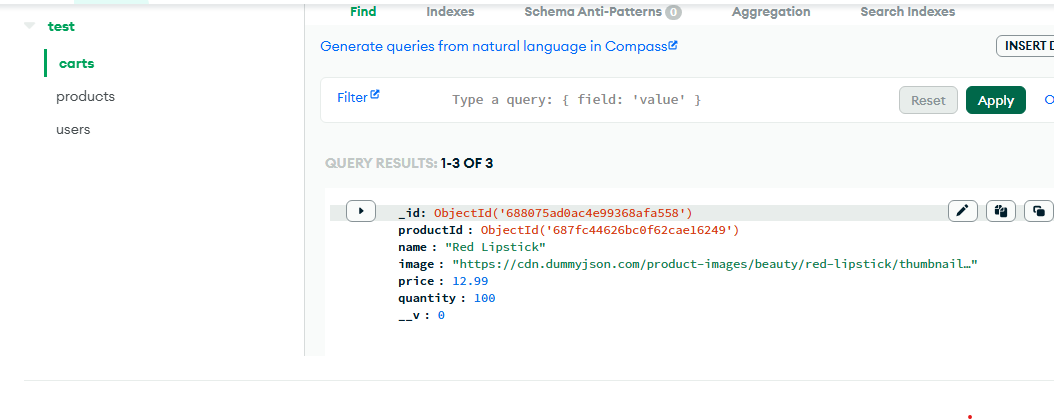 test
carts
products
users
Find Indexes Schema Anti-Patterns 0 Aggregation Search Indexes
Generate queries from natural language in Compass
INSERT D
Filter Type a query: { field: 'value' } Reset Apply O
QUERY RESULTS: 1-3 OF 3
_id: ObjectId('688075ad0ac4e99368afa558')
productId : ObjectId('687fc44626bc0f62cae16249')
name : "Red Lipstick"
image : "https://cdn.dummyjson.com/product-images/beauty/red-lipstick/thumbnail…"
price : 12.99
quantity : 100
__v : 0